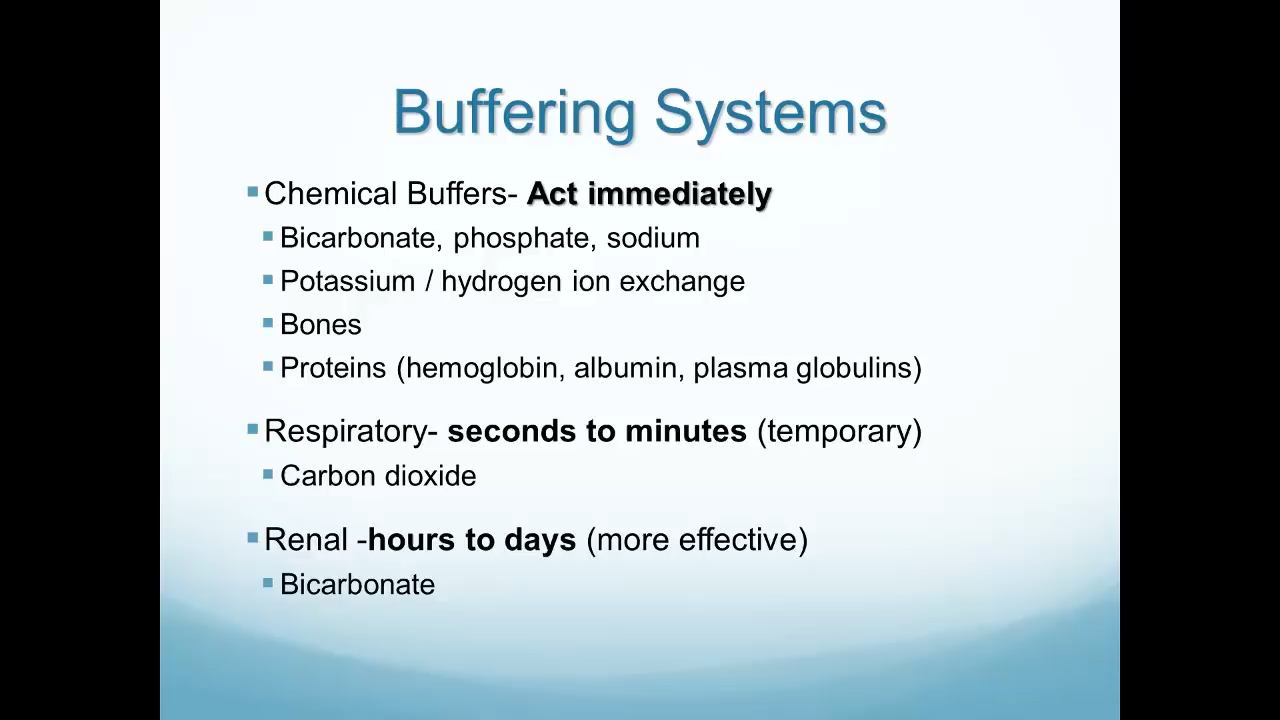 Buffering Systems
▪Chemical Buffers- Act immediately
▪Bicarbonate, phosphate, sodium
▪Potassium / hydrogen ion exchange
▪Bones
▪Proteins (hemoglobin, albumin, plasma globulins)
▪Respiratory- seconds to minutes (temporary)
▪Carbon dioxide
▪Renal -hours to days (more effective)
▪Bicarbonate